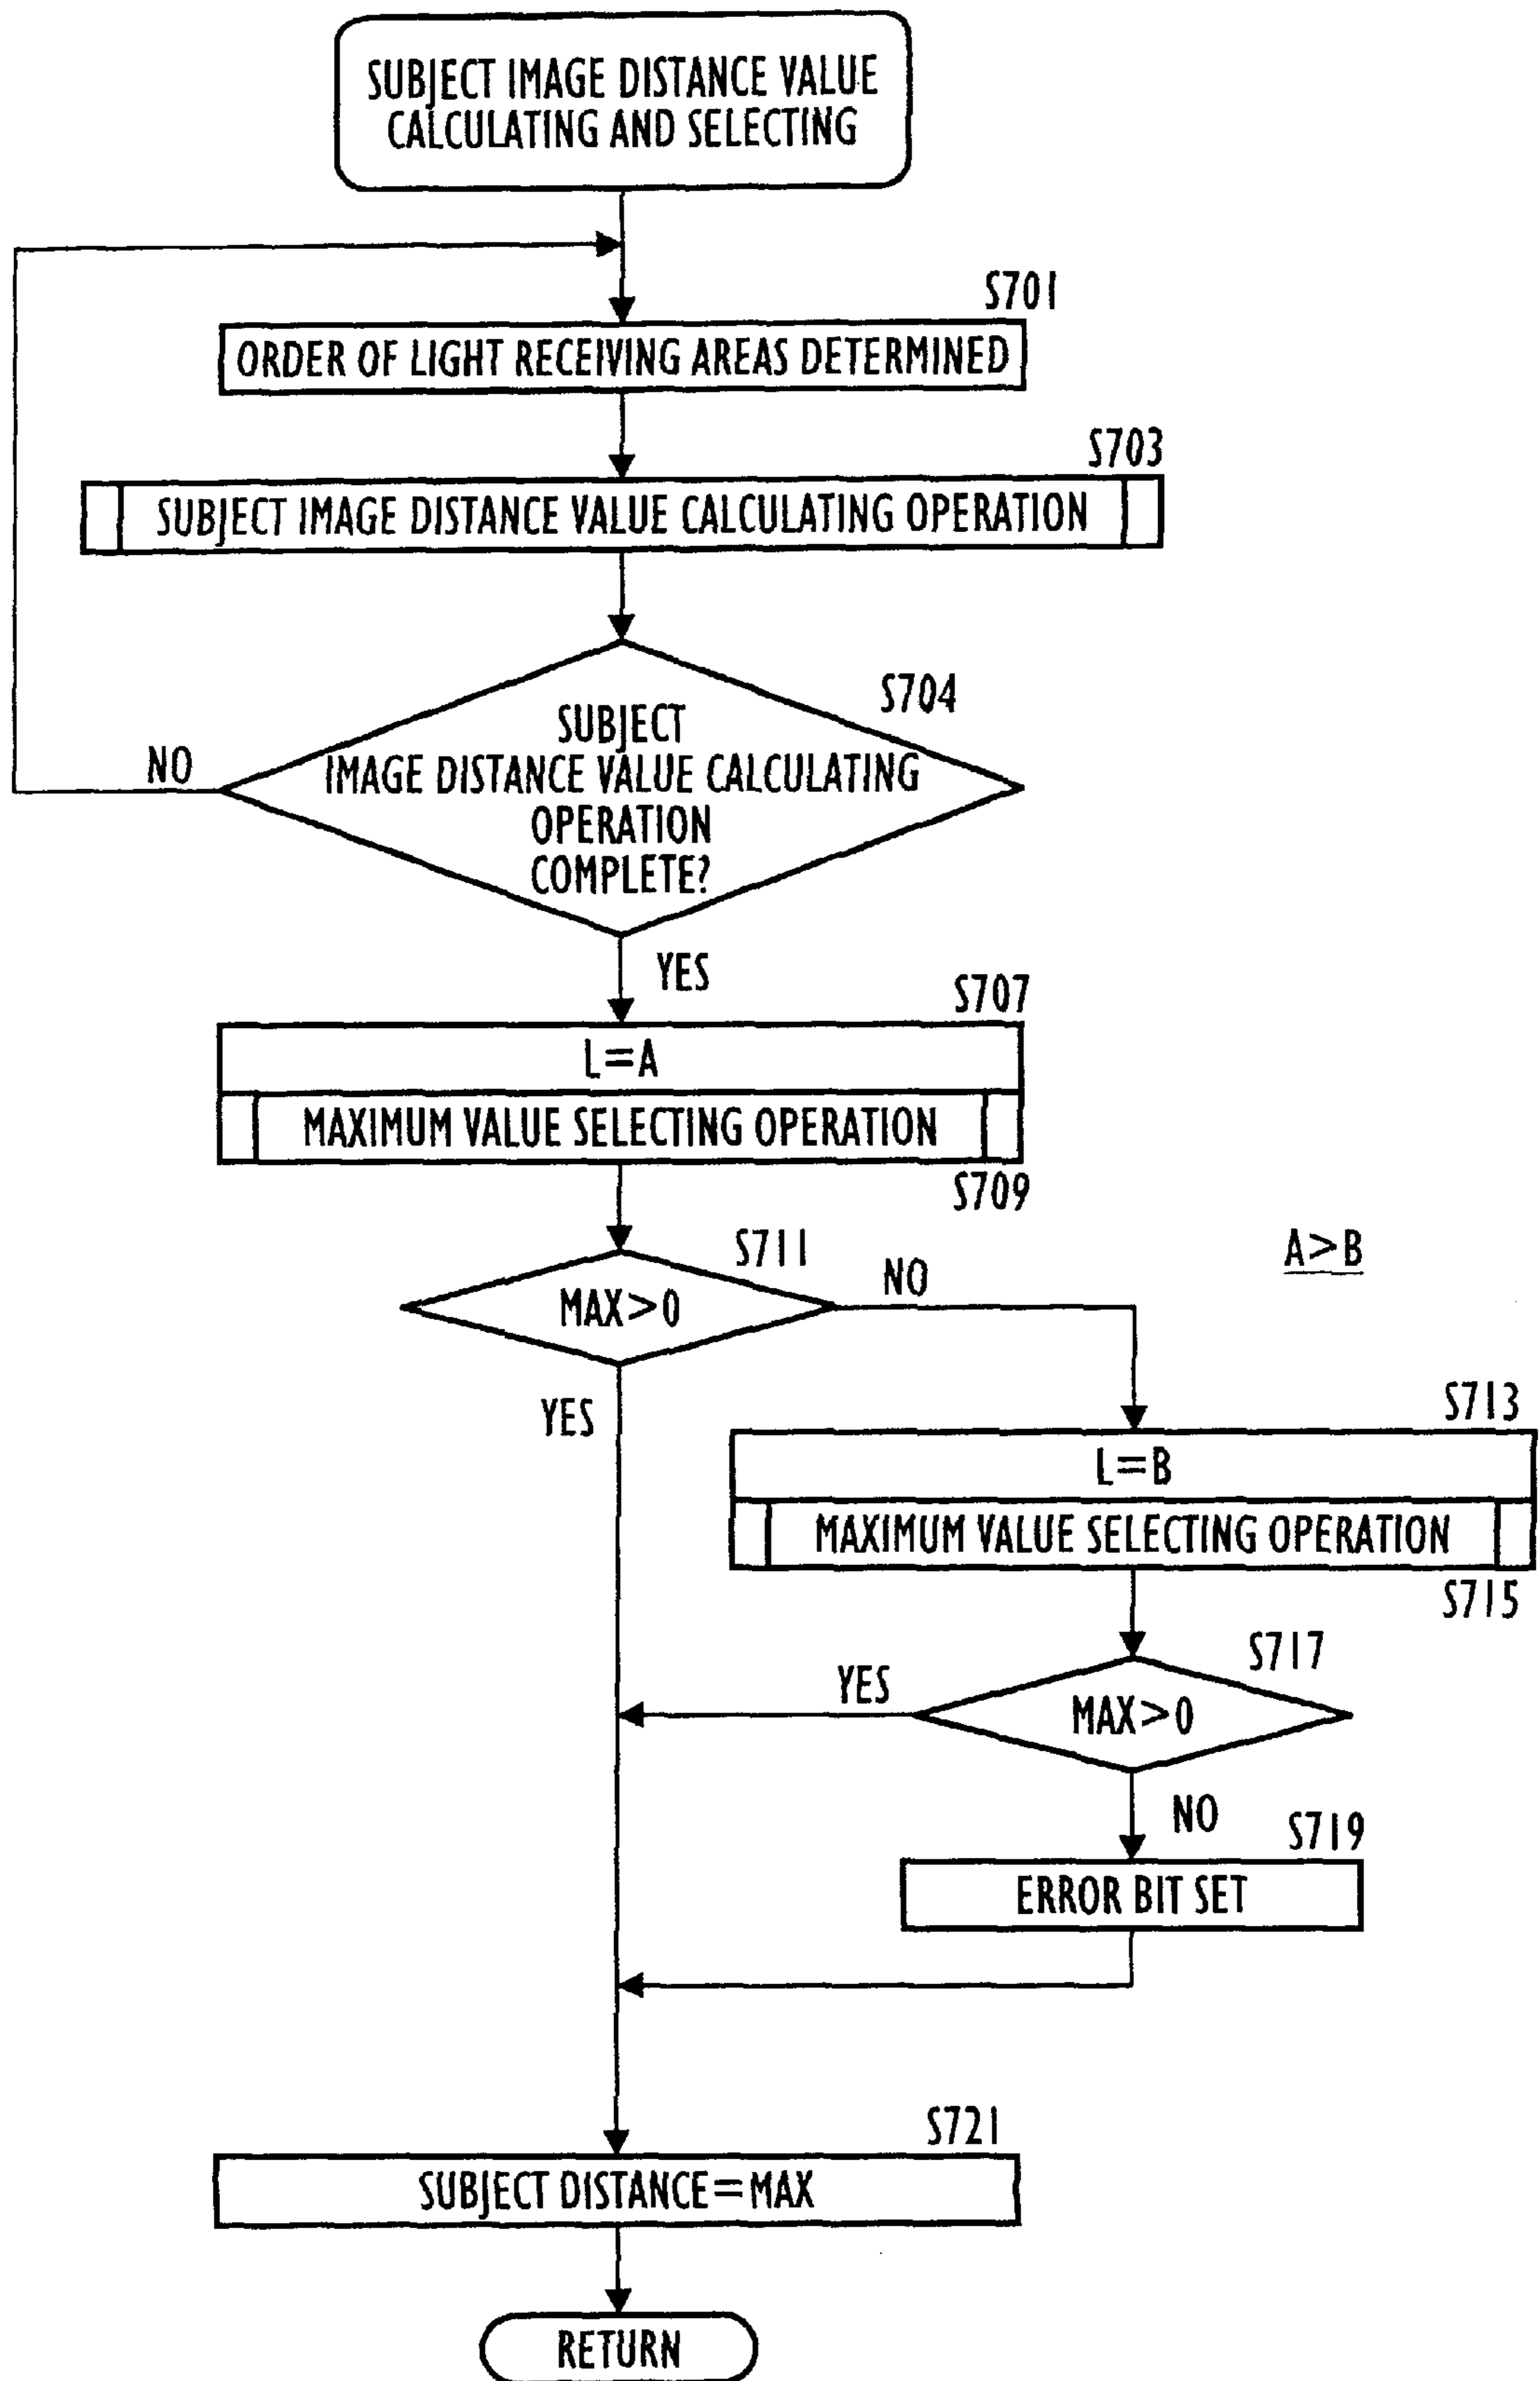 SUBJECT IMAGE DISTANCE VALUE
CALCULATING AND SELECTING
S701
ORDER OF LIGHT RECEIVING AREAS DETERMINED
S703
SUBJECT IMAGE DISTANCE VALUE CALCULATING OPERATION
S704
SUBJECT
IMAGE DISTANCE VALUE CALCULATING
OPERATION
COMPLETE?
NO
YES
S707
L=A
MAXIMUM VALUE SELECTING OPERATION
S709
S711
MAX>0
NO
A>B
YES
S713
L=B
MAXIMUM VALUE SELECTING OPERATION
S715
S717
YES
MAX>0
NO
S719
ERROR BIT SET
S721
SUBJECT DISTANCE=MAX
RETURN